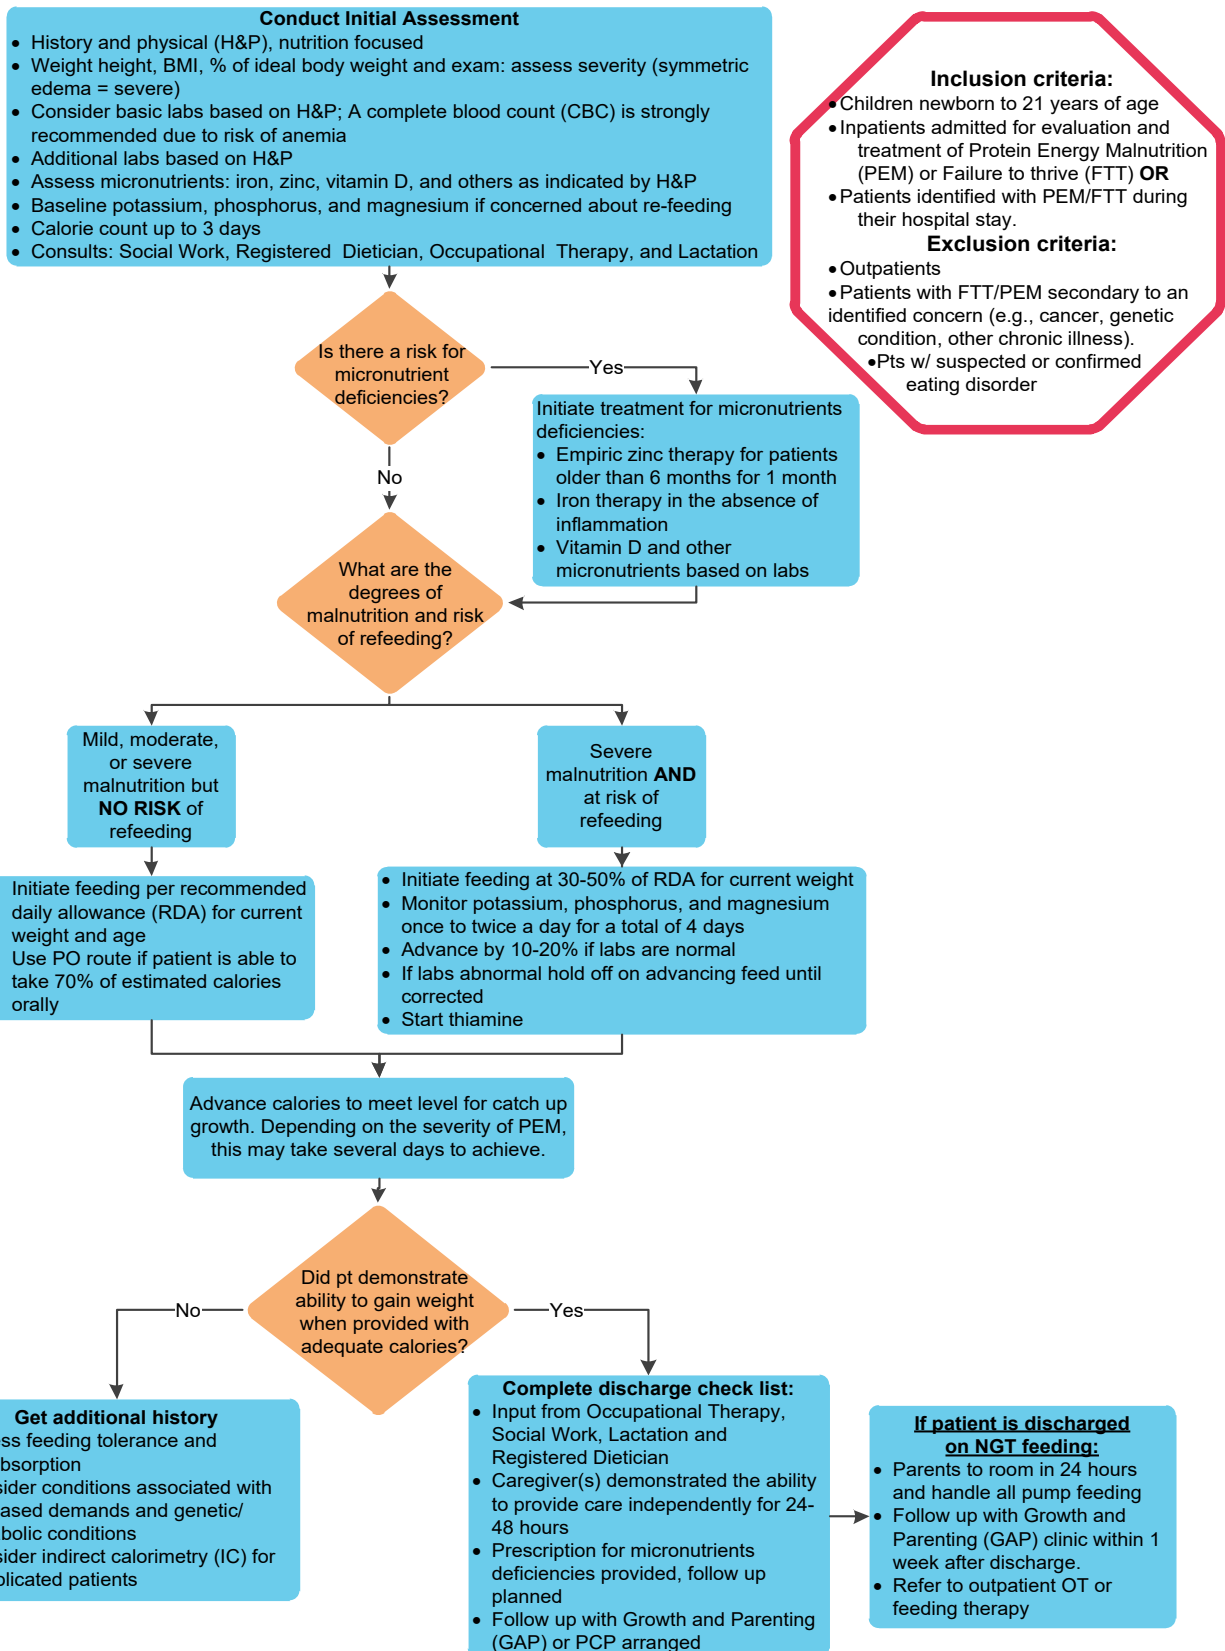 Conduct Initial Assessment
• History and physical (H&P), nutrition focused
• Weight height, BMI, % of ideal body weight and exam: assess severity (symmetric
edema = severe)
• Consider basic labs based on H&P; A complete blood count (CBC) is strongly
recommended due to risk of anemia
• Additional labs based on H&P
• Assess micronutrients: iron, zinc, vitamin D, and others as indicated by H&P
• Baseline potassium, phosphorus, and magnesium if concerned about re-feeding
• Calorie count up to 3 days
• Consults: Social Work, Registered Dietician, Occupational Therapy, and Lactation
Inclusion criteria:
•Children newborn to 21 years of age
•Inpatients admitted for evaluation and
treatment of Protein Energy Malnutrition
(PEM) or Failure to thrive (FTT) OR
•Patients identified with PEM/FTT during
their hospital stay.
Exclusion criteria:
•Outpatients
•Patients with FTT/PEM secondary to an
identified concern (e.g., cancer, genetic
condition, other chronic illness).
•Pts w/ suspected or confirmed
eating disorder
Is there a risk for
micronutrient
deficiencies?
Yes
No
Initiate treatment for micronutrients
deficiencies:
• Empiric zinc therapy for patients
older than 6 months for 1 month
• Iron therapy in the absence of
inflammation
• Vitamin D and other
micronutrients based on labs
What are the
degrees of
malnutrition and risk
of refeeding?
Mild, moderate,
or severe
malnutrition but
NO RISK of
refeeding
Severe
malnutrition AND
at risk of
refeeding
Initiate feeding per recommended
daily allowance (RDA) for current
weight and age
Use PO route if patient is able to
take 70% of estimated calories
orally
• Initiate feeding at 30-50% of RDA for current weight
• Monitor potassium, phosphorus, and magnesium
once to twice a day for a total of 4 days
• Advance by 10-20% if labs are normal
• If labs abnormal hold off on advancing feed until
corrected
• Start thiamine
Advance calories to meet level for catch up
growth. Depending on the severity of PEM,
this may take several days to achieve.
Did pt demonstrate
ability to gain weight
when provided with
adequate calories?
No
Yes
Get additional history
feeding tolerance and
conditions associated with
demands and genetic/
conditions
indirect calorimetry (IC) for
patients
Complete discharge check list:
• Input from Occupational Therapy,
Social Work, Lactation and
Registered Dietician
• Caregiver(s) demonstrated the ability
to provide care independently for 24-
48 hours
• Prescription for micronutrients
deficiencies provided, follow up
planned
• Follow up with Growth and Parenting
(GAP) or PCP arranged
If patient is discharged
on NGT feeding:
• Parents to room in 24 hours
and handle all pump feeding
• Follow up with Growth and
Parenting (GAP) clinic within 1
week after discharge.
• Refer to outpatient OT or
feeding therapy